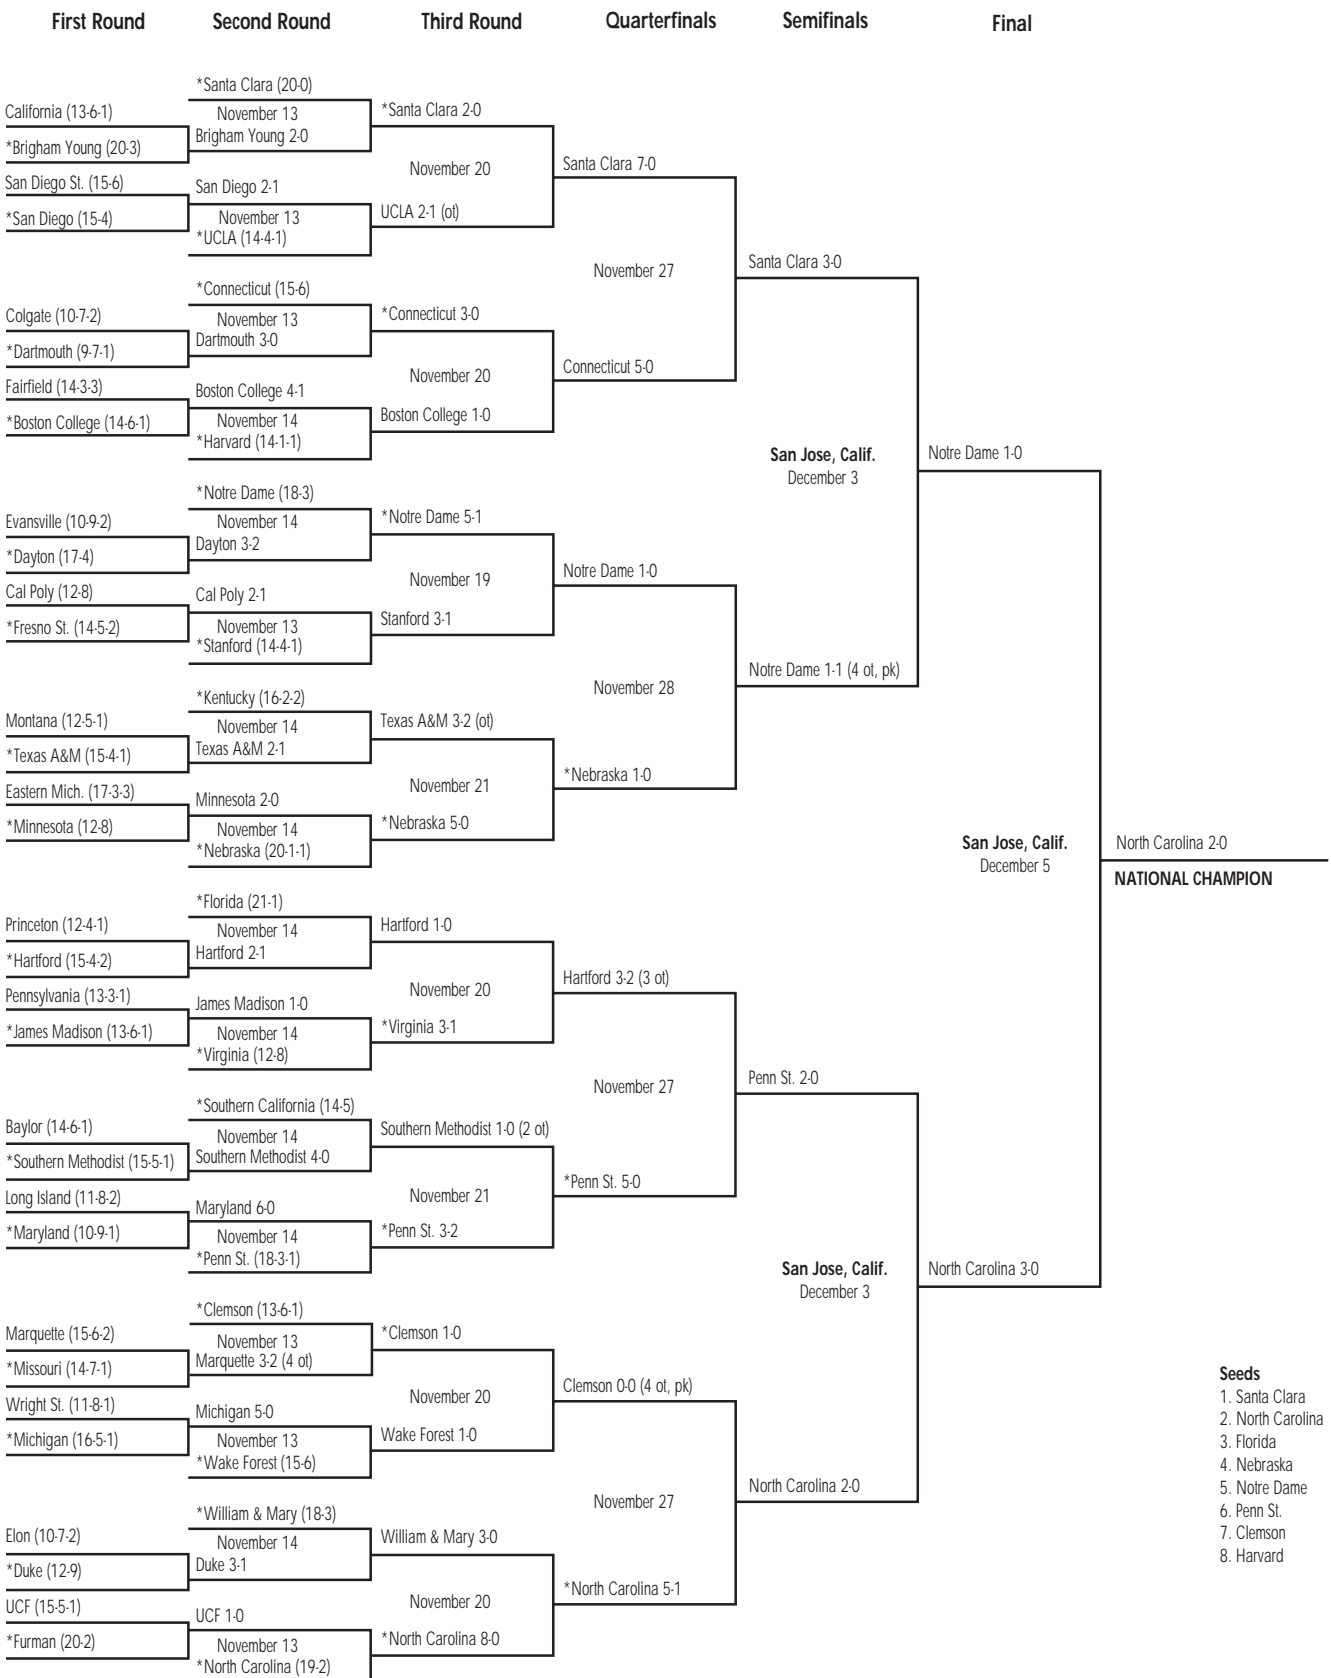 First Round
Second Round
Third Round
Quarterfinals
Semifinals
Final
California (13-6-1)
*Brigham Young (20-3)
San Diego St. (15-6)
*San Diego (15-4)
Colgate (10-7-2)
*Dartmouth (9-7-1)
Fairfield (14-3-3)
*Boston College (14-6-1)
Evansville (10-9-2)
*Dayton (17-4)
Cal Poly (12-8)
*Fresno St. (14-5-2)
Montana (12-5-1)
*Texas A&M (15-4-1)
Eastern Mich. (17-3-3)
*Minnesota (12-8)
Princeton (12-4-1)
*Hartford (15-4-2)
Pennsylvania (13-3-1)
*James Madison (13-6-1)
Baylor (14-6-1)
*Southern Methodist (15-5-1)
Long Island (11-8-2)
*Maryland (10-9-1)
Marquette (15-6-2)
*Missouri (14-7-1)
Wright St. (11-8-1)
*Michigan (16-5-1)
Elon (10-7-2)
*Duke (12-9)
UCF (15-5-1)
*Furman (20-2)
*Santa Clara (20-0)
November 13
Brigham Young 2-0
San Diego 2-1
November 13
*UCLA (14-4-1)
*Connecticut (15-6)
November 13
Dartmouth 3-0
Boston College 4-1
November 14
*Harvard (14-1-1)
*Notre Dame (18-3)
November 14
Dayton 3-2
Cal Poly 2-1
November 13
*Stanford (14-4-1)
*Kentucky (16-2-2)
November 14
Texas A&M 2-1
Minnesota 2-0
November 14
*Nebraska (20-1-1)
*Florida (21-1)
November 14
Hartford 2-1
James Madison 1-0
November 14
*Virginia (12-8)
*Southern California (14-5)
November 14
Southern Methodist 4-0
Maryland 6-0
November 14
*Penn St. (18-3-1)
*Clemson (13-6-1)
November 13
Marquette 3-2 (4 ot)
Michigan 5-0
November 13
*Wake Forest (15-6)
*William & Mary (18-3)
November 14
Duke 3-1
UCF 1-0
November 13
*North Carolina (19-2)
*Santa Clara 2-0
November 20
UCLA 2-1 (ot)
*Connecticut 3-0
November 20
Boston College 1-0
*Notre Dame 5-1
November 19
Stanford 3-1
Texas A&M 3-2 (ot)
November 21
*Nebraska 5-0
Hartford 1-0
November 20
*Virginia 3-1
Southern Methodist 1-0 (2 ot)
November 21
*Penn St. 3-2
*Clemson 1-0
November 20
Wake Forest 1-0
William & Mary 3-0
November 20
*North Carolina 8-0
Santa Clara 7-0
November 27
Connecticut 5-0
Notre Dame 1-0
November 28
*Nebraska 1-0
Hartford 3-2 (3 ot)
November 27
*Penn St. 5-0
Clemson 0-0 (4 ot, pk)
November 27
*North Carolina 5-1
Santa Clara 3-0
San Jose, Calif.
December 3
Notre Dame 1-1 (4 ot, pk)
Penn St. 2-0
San Jose, Calif.
December 3
North Carolina 2-0
Notre Dame 1-0
San Jose, Calif.
December 5
North Carolina 3-0
North Carolina 2-0
NATIONAL CHAMPION
Seeds
1. Santa Clara
2. North Carolina
3. Florida
4. Nebraska
5. Notre Dame
6. Penn St.
7. Clemson
8. Harvard